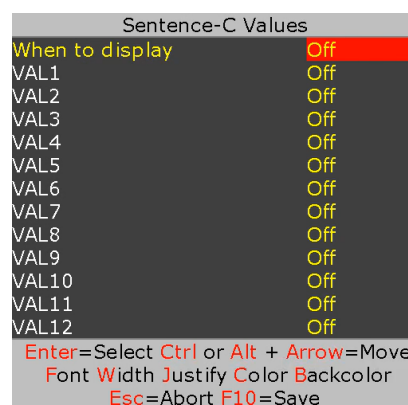 Sentence-C Values
When to display Off
VAL1 Off
VAL2 Off
VAL3 Off
VAL4 Off
VAL5 Off
VAL6 Off
VAL7 Off
VAL8 Off
VAL9 Off
VAL10 Off
VAL11 Off
VAL12 Off
Enter=Select Ctrl or Alt + Arrow=Move
Font Width Justify Color Backcolor
Esc=Abort F10=Save